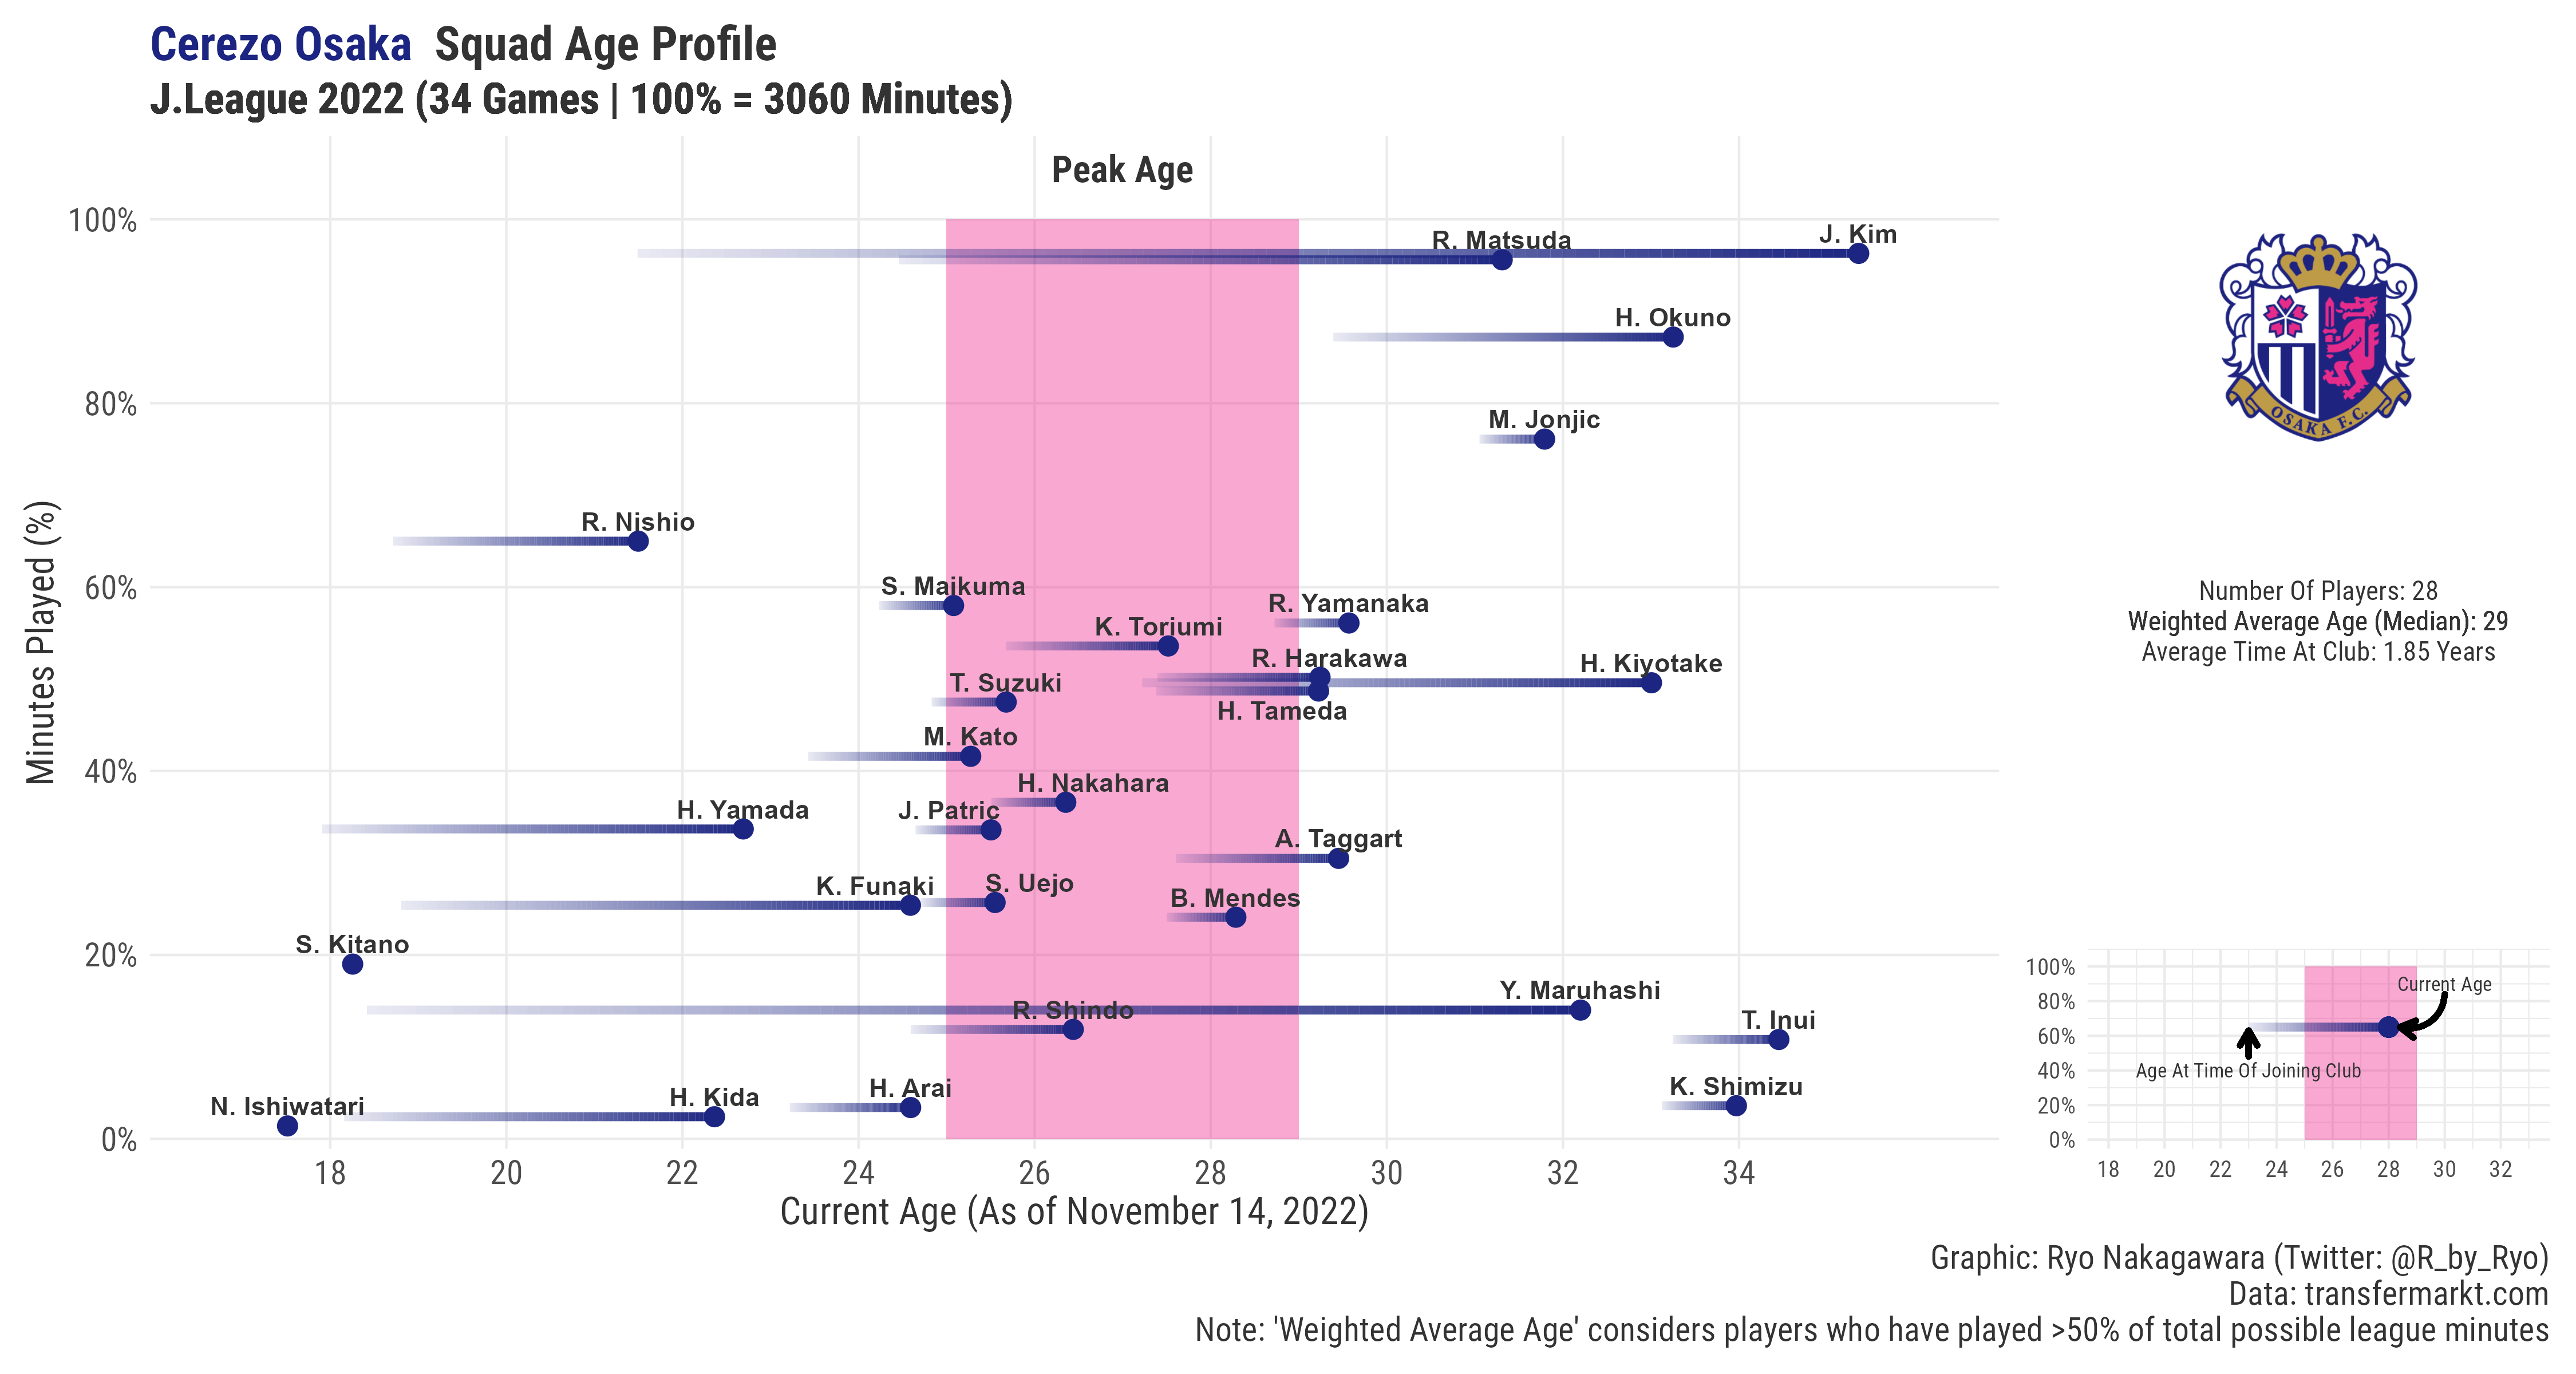 Cerezo Osaka Squad Age Profile
J.League 2022 (34 Games | 100% = 3060 Minutes)
Peak Age
100%
80%
60%
40%
20%
0%
Minutes Played (%)
R. Matsuda
J. Kim
H. Okuno
M. Jonjic
R. Nishio
S. Maikuma
R. Yamanaka
K. Toriumi
R. Harakawa
H. Kiyotake
T. Suzuki
H. Tameda
M. Kato
H. Nakahara
H. Yamada
J. Patric
A. Taggart
K. Funaki
S. Uejo
B. Mendes
S. Kitano
Y. Maruhashi
R. Shindo
T. Inui
N. Ishiwatari
H. Kida
H. Arai
K. Shimizu
18 20 22 24 26 28 30 32 34
Current Age (As of November 14, 2022)
OSAKA F.C.
Number Of Players: 28
Weighted Average Age (Median): 29
Average Time At Club: 1.85 Years
100%
80%
60%
40%
20%
0%
Current Age
Age At Time Of Joining Club
18 20 22 24 26 28 30 32
Graphic: Ryo Nakagawara (Twitter: @R_by_Ryo)
Data: transfermarkt.com
Note: 'Weighted Average Age' considers players who have played >50% of total possible league minutes